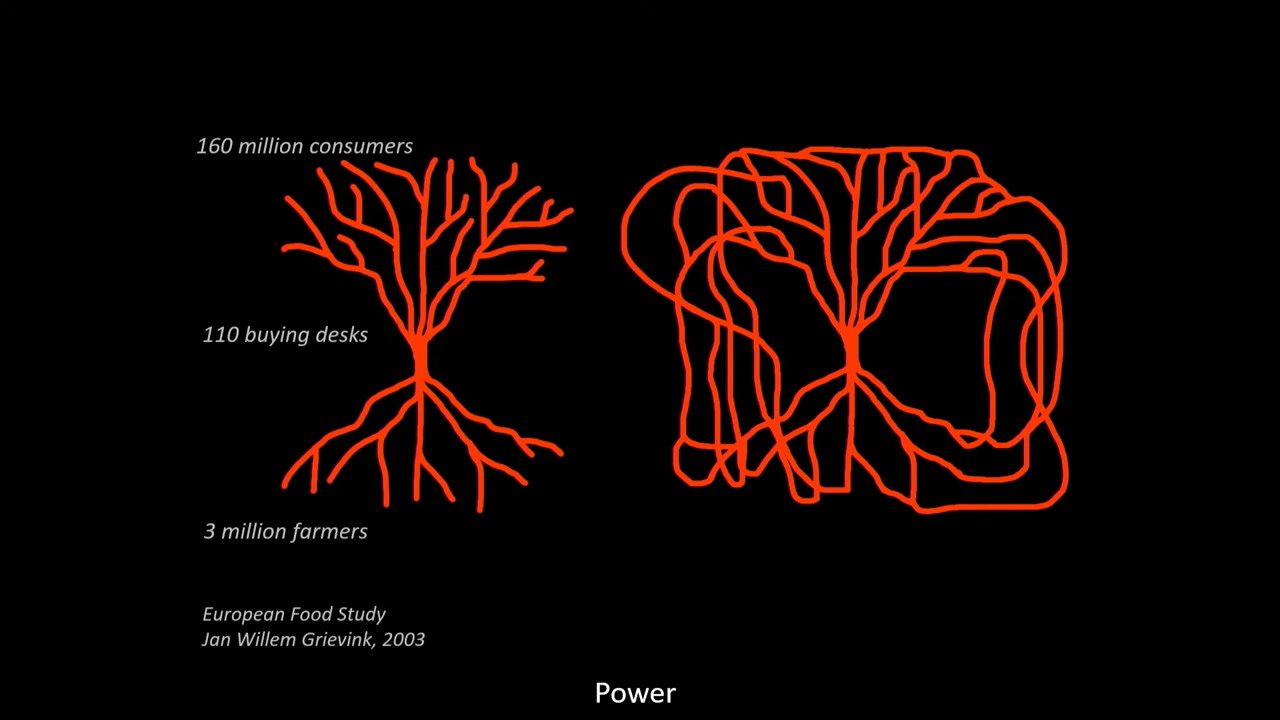 160 million consumers
110 buying desks
3 million farmers
European Food Study
Jan Willem Grievink, 2003
Power